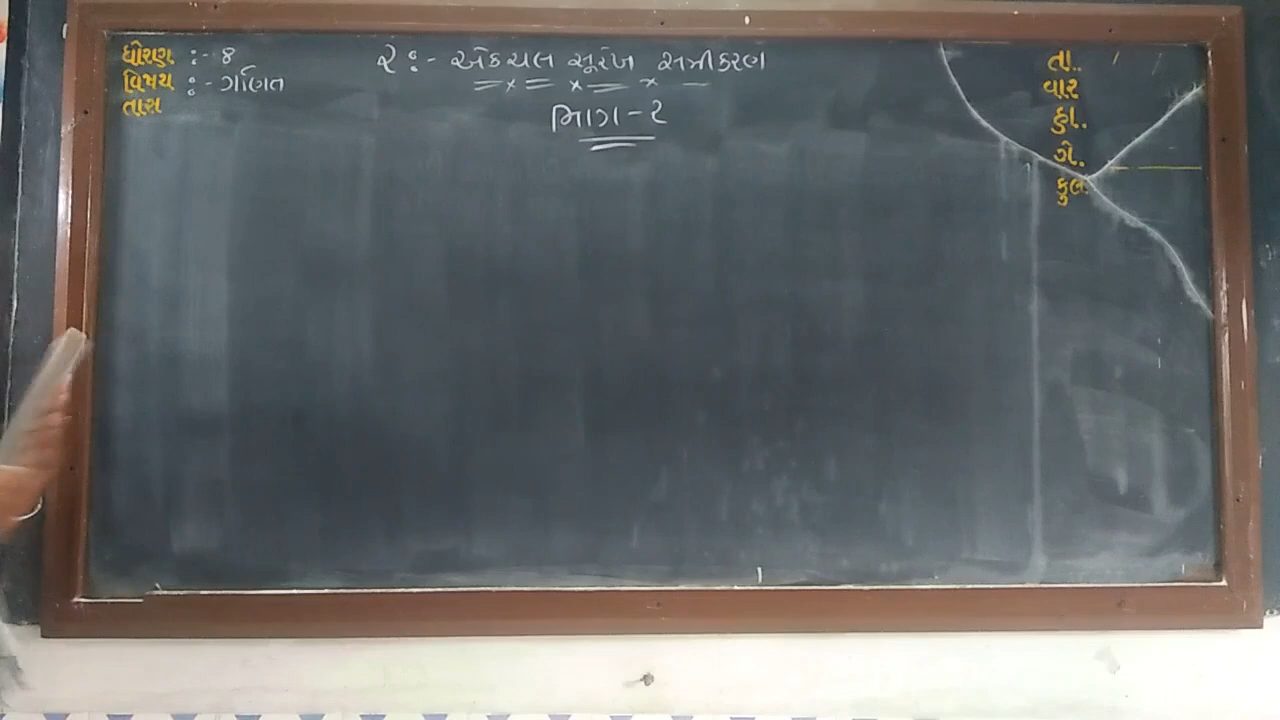 ધોરણ :- 8
વિષય :- ગણિત
તાસ
૨ :- એકચલ સૂરેખ સમીકરણ
ભાગ - ૨
તા..
વાર
હા.
ગે.
કુલ.